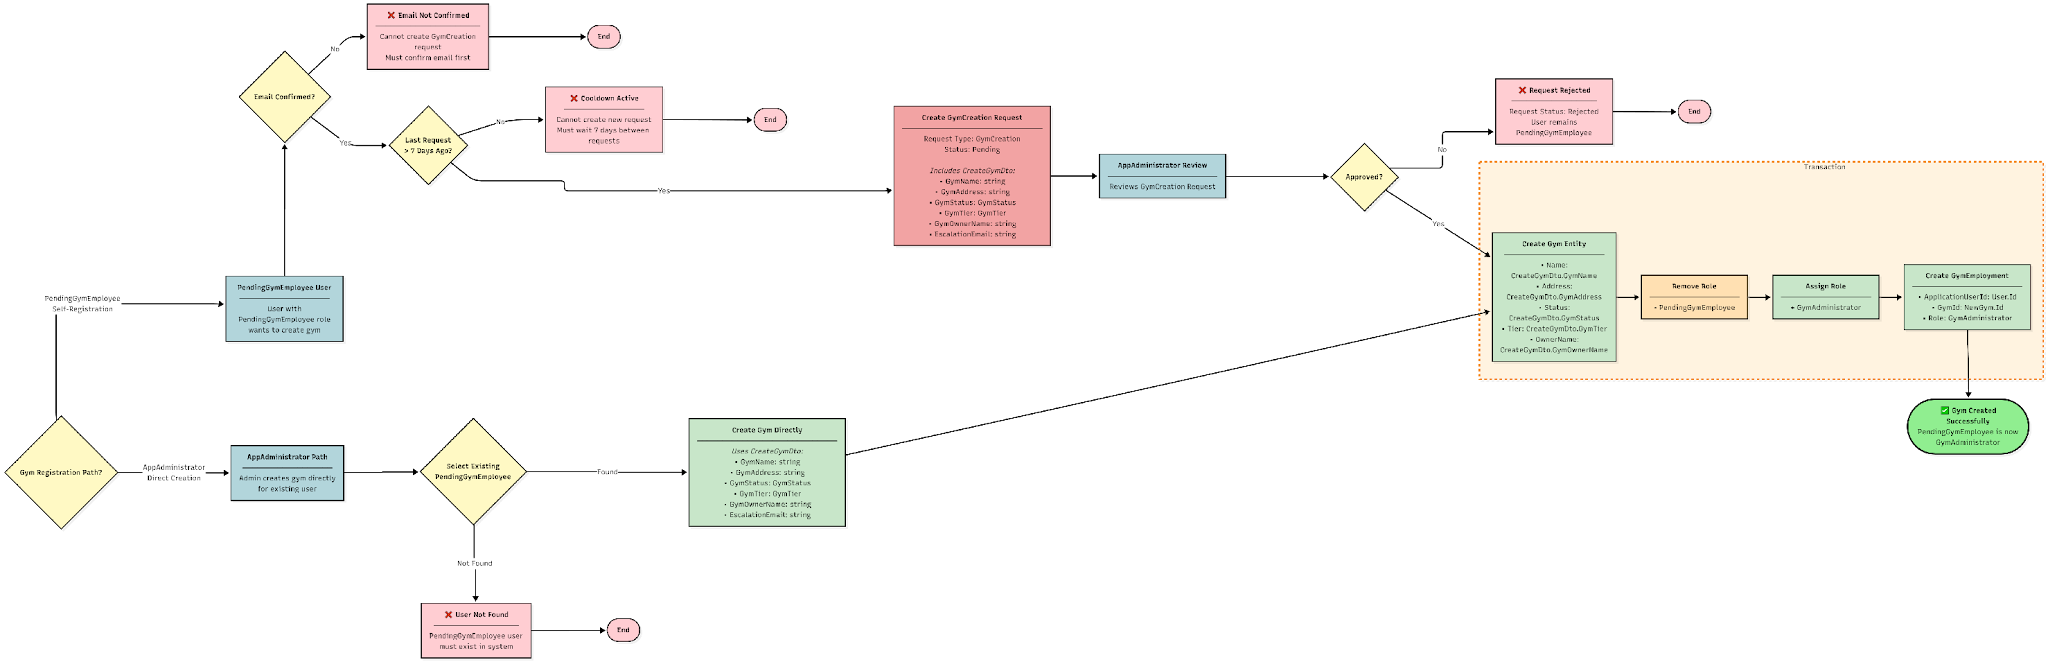 ❌ Email Not Confirmed
Cannot create GymCreation
request
Must confirm email first
End
No
Email Confirmed?
Yes
Last Request
> 7 Days Ago?
No
❌ Cooldown Active
Cannot create new request
Must wait 7 days between
requests
End
Yes
Create GymCreation Request
Request Type: GymCreation
Status: Pending
Includes CreateGymDto:
• GymName: string
• GymAddress: string
• GymStatus: GymStatus
• GymTier: GymTier
• GymOwnerName: string
• EscalationEmail: string
AppAdministrator Review
Reviews GymCreation Request
Approved?
No
❌ Request Rejected
Request Status: Rejected
User remains
PendingGymEmployee
End
Yes
Transaction
Create Gym Entity
• Name:
CreateGymDto.GymName
• Address:
CreateGymDto.GymAddress
• Status:
CreateGymDto.GymStatus
• Tier: CreateGymDto.GymTier
• OwnerName:
CreateGymDto.GymOwnerName
Remove Role
- PendingGymEmployee
Assign Role
+ GymAdministrator
Create GymEmployment
• ApplicationUserId: User.Id
• GymId: NewGym.Id
• Role: GymAdministrator
✅ Gym Created
Successfully
PendingGymEmployee is now
GymAdministrator
PendingGymEmployee User
User with
PendingGymEmployee role
wants to create gym
PendingGymEmployee
Self-Registration
Gym Registration Path?
AppAdministrator
Direct Creation
AppAdministrator Path
Admin creates gym directly
for existing user
Select Existing
PendingGymEmployee
Found
Create Gym Directly
Uses CreateGymDto:
• GymName: string
• GymAddress: string
• GymStatus: GymStatus
• GymTier: GymTier
• GymOwnerName: string
• EscalationEmail: string
Not Found
❌ User Not Found
PendingGymEmployee user
must exist in system
End